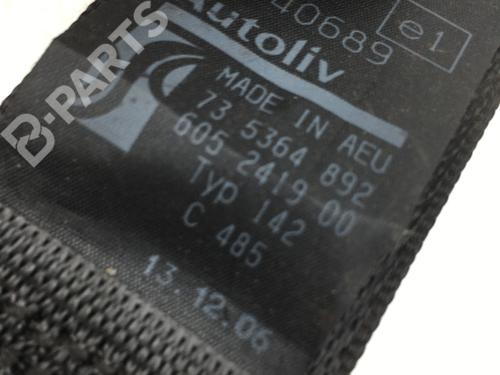 40689 e1
Autoliv
MADE IN AEU
73 5364 892
605 2419 00
Typ 142
C 485
13.12.06
B-PARTS